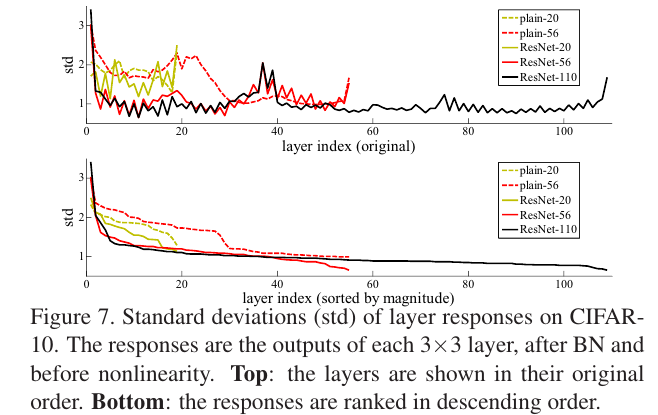 3
2
1
std
0
20
40
60
80
100
layer index (original)
plain-20
plain-56
ResNet-20
ResNet-56
ResNet-110
3
2
1
std
0
20
40
60
80
100
layer index (sorted by magnitude)
plain-20
plain-56
ResNet-20
ResNet-56
ResNet-110
Figure 7. Standard deviations (std) of layer responses on CIFAR-
10. The responses are the outputs of each 3×3 layer, after BN and
before nonlinearity. Top: the layers are shown in their original
order. Bottom: the responses are ranked in descending order.